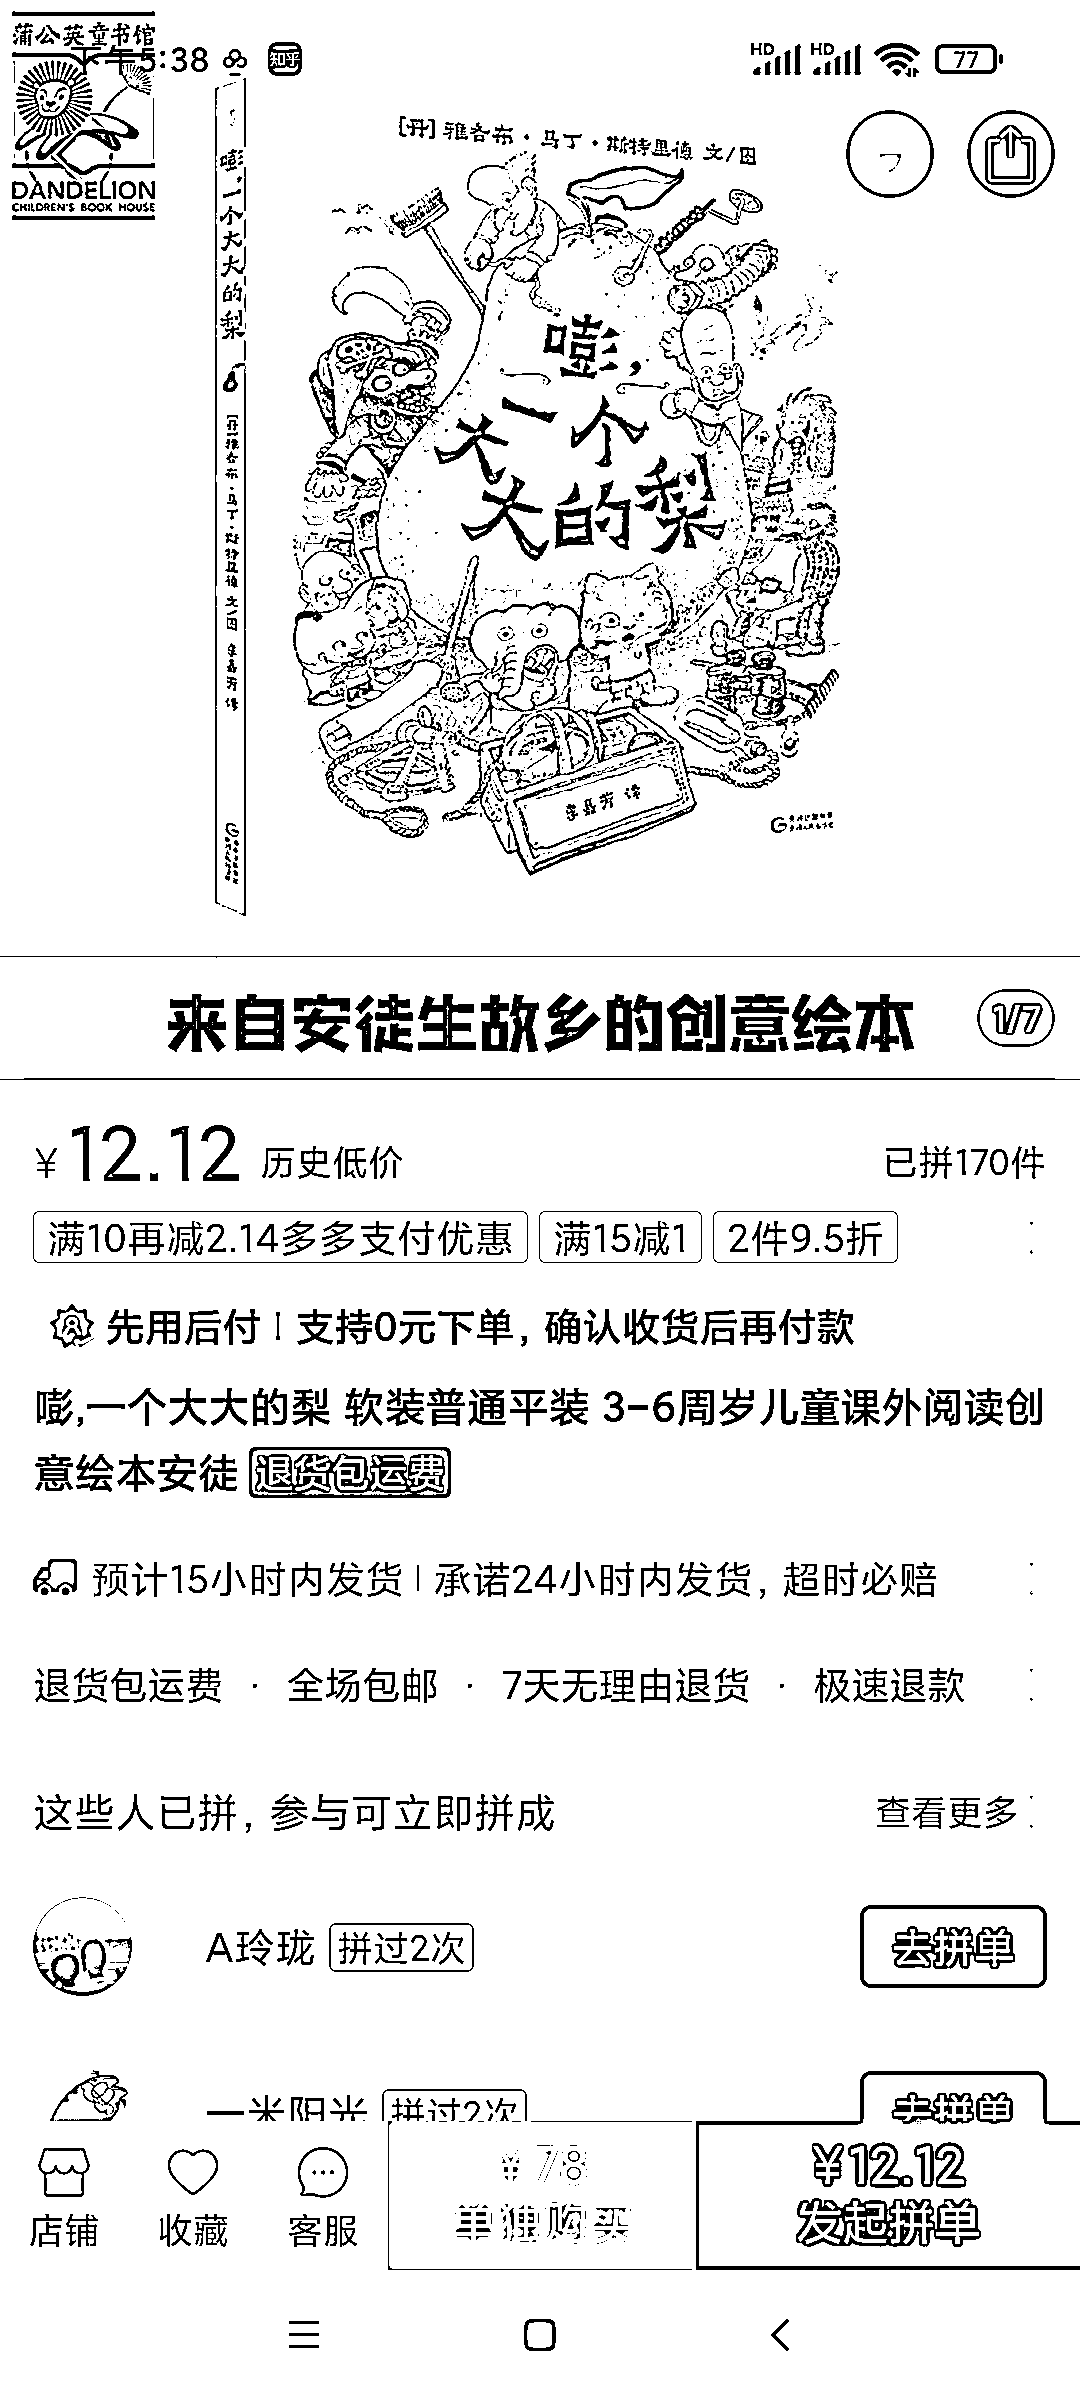 蒲公英童书馆
下午5:38
知乎
HD HD 77
DANDELION
CHILDREN'S BOOK HOUSE
嘭,一个大大的梨
[丹]雅各布·马丁·斯特里德 文/图 李嘉芳 译
[丹] 雅各布·马丁·斯特里德 文/图
嘭,
一个
大
大的梨
李嘉芳 译
来自安徒生故乡的创意绘本
1/7
¥12.12 历史低价 已拼170件
满10再减2.14多多支付优惠 满15减1 2件9.5折
先用后付 | 支持0元下单, 确认收货后再付款
嘭,一个大大的梨 软装普通平装 3-6周岁儿童课外阅读创
意绘本安徒 退货包运费
预计15小时内发货 | 承诺24小时内发货, 超时必赔
退货包运费 · 全场包邮 · 7天无理由退货 · 极速退款
这些人已拼, 参与可立即拼成 查看更多
A玲珑 拼过2次 去拼单
一米阳光 拼过2次 去拼单
¥78 ¥12.12
店铺 收藏 客服 单独购买 发起拼单